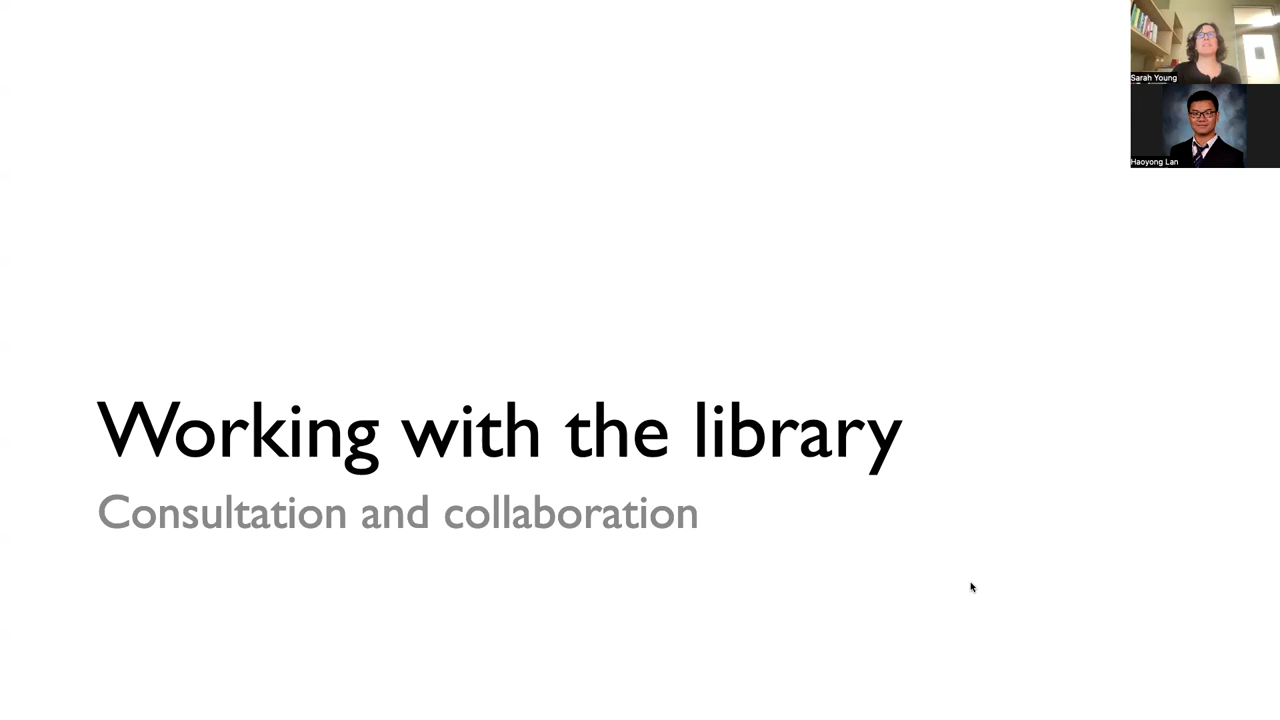 Sarah Young
Haoyong Lan
Working with the library
Consultation and collaboration